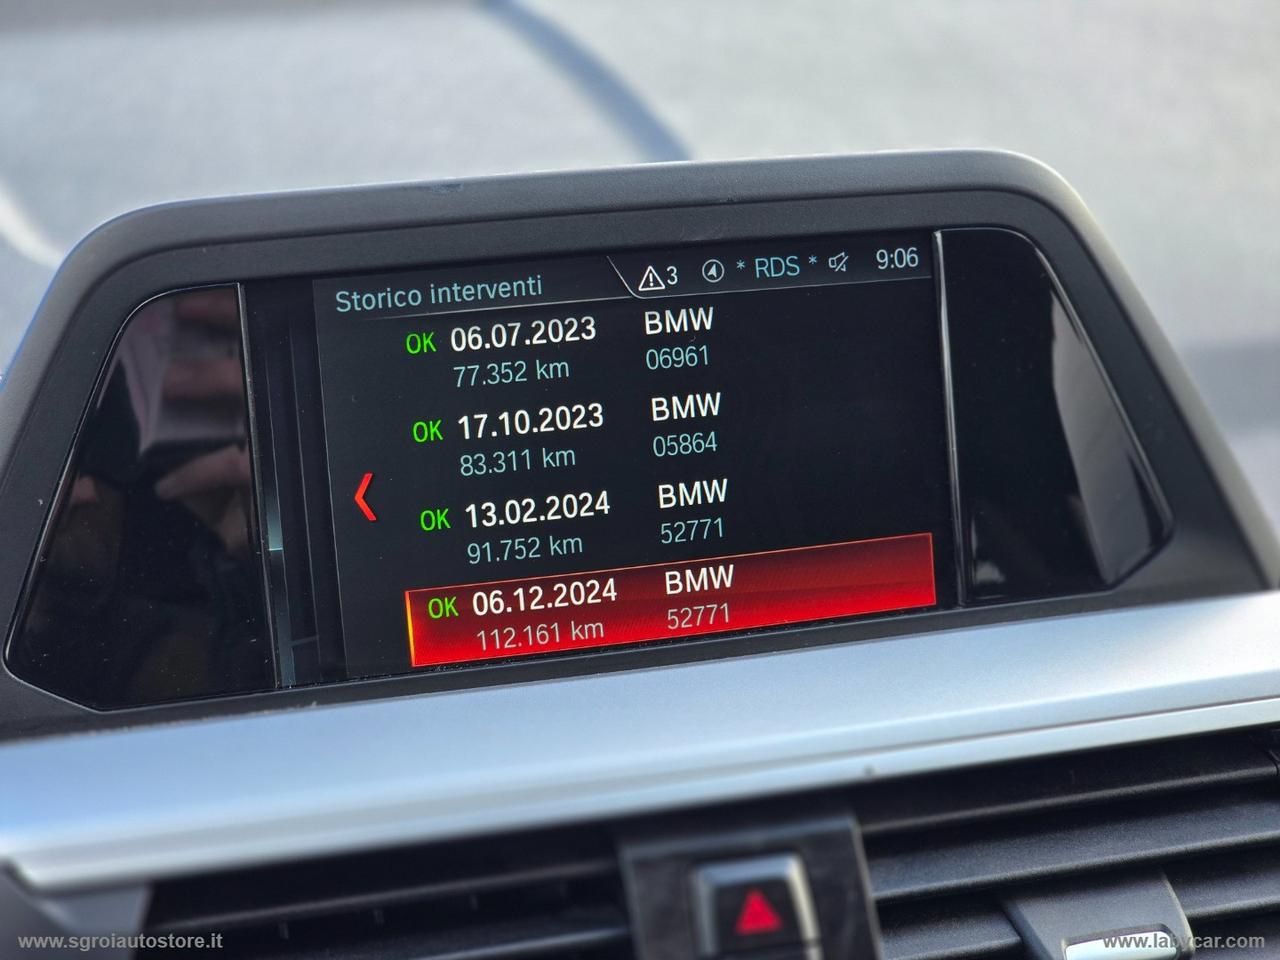 Storico interventi 3 * RDS * 9:06
OK 06.07.2023 BMW
77.352 km 06961
OK 17.10.2023 BMW
83.311 km 05864
OK 13.02.2024 BMW
91.752 km 52771
OK 06.12.2024 BMW
112.161 km 52771
www.sgroiautostore.it www.labycar.com